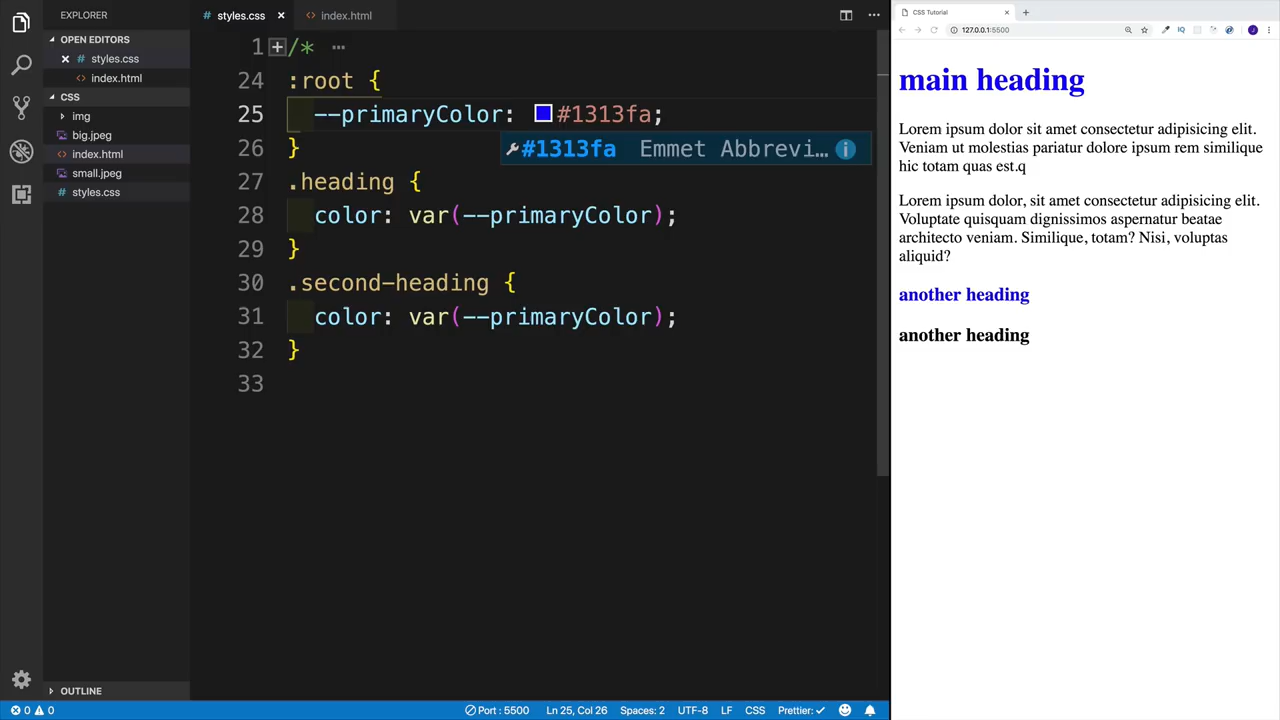 EXPLORER
OPEN EDITORS
styles.css
index.html
CSS
img
big.jpeg
index.html
small.jpeg
styles.css
OUTLINE
styles.css
index.html
1 /* ⋯
24 :root {
25 --primaryColor: #1313fa;
#1313fa Emmet Abbrevi…
26 }
27 .heading {
28 color: var(--primaryColor);
29 }
30 .second-heading {
31 color: var(--primaryColor);
32 }
33
0 0
Port : 5500
Ln 25, Col 26
Spaces: 2
UTF-8
LF
CSS
Prettier: ✓
CSS Tutorial
127.0.0.1:5500
main heading
Lorem ipsum dolor sit amet consectetur adipisicing elit.
Veniam ut molestias pariatur dolore ipsum rem similique
hic totam quas est.q
Lorem ipsum dolor, sit amet consectetur adipisicing elit.
Voluptate quisquam dignissimos aspernatur beatae
architecto veniam. Similique, totam? Nisi, voluptas
aliquid?
another heading
another heading